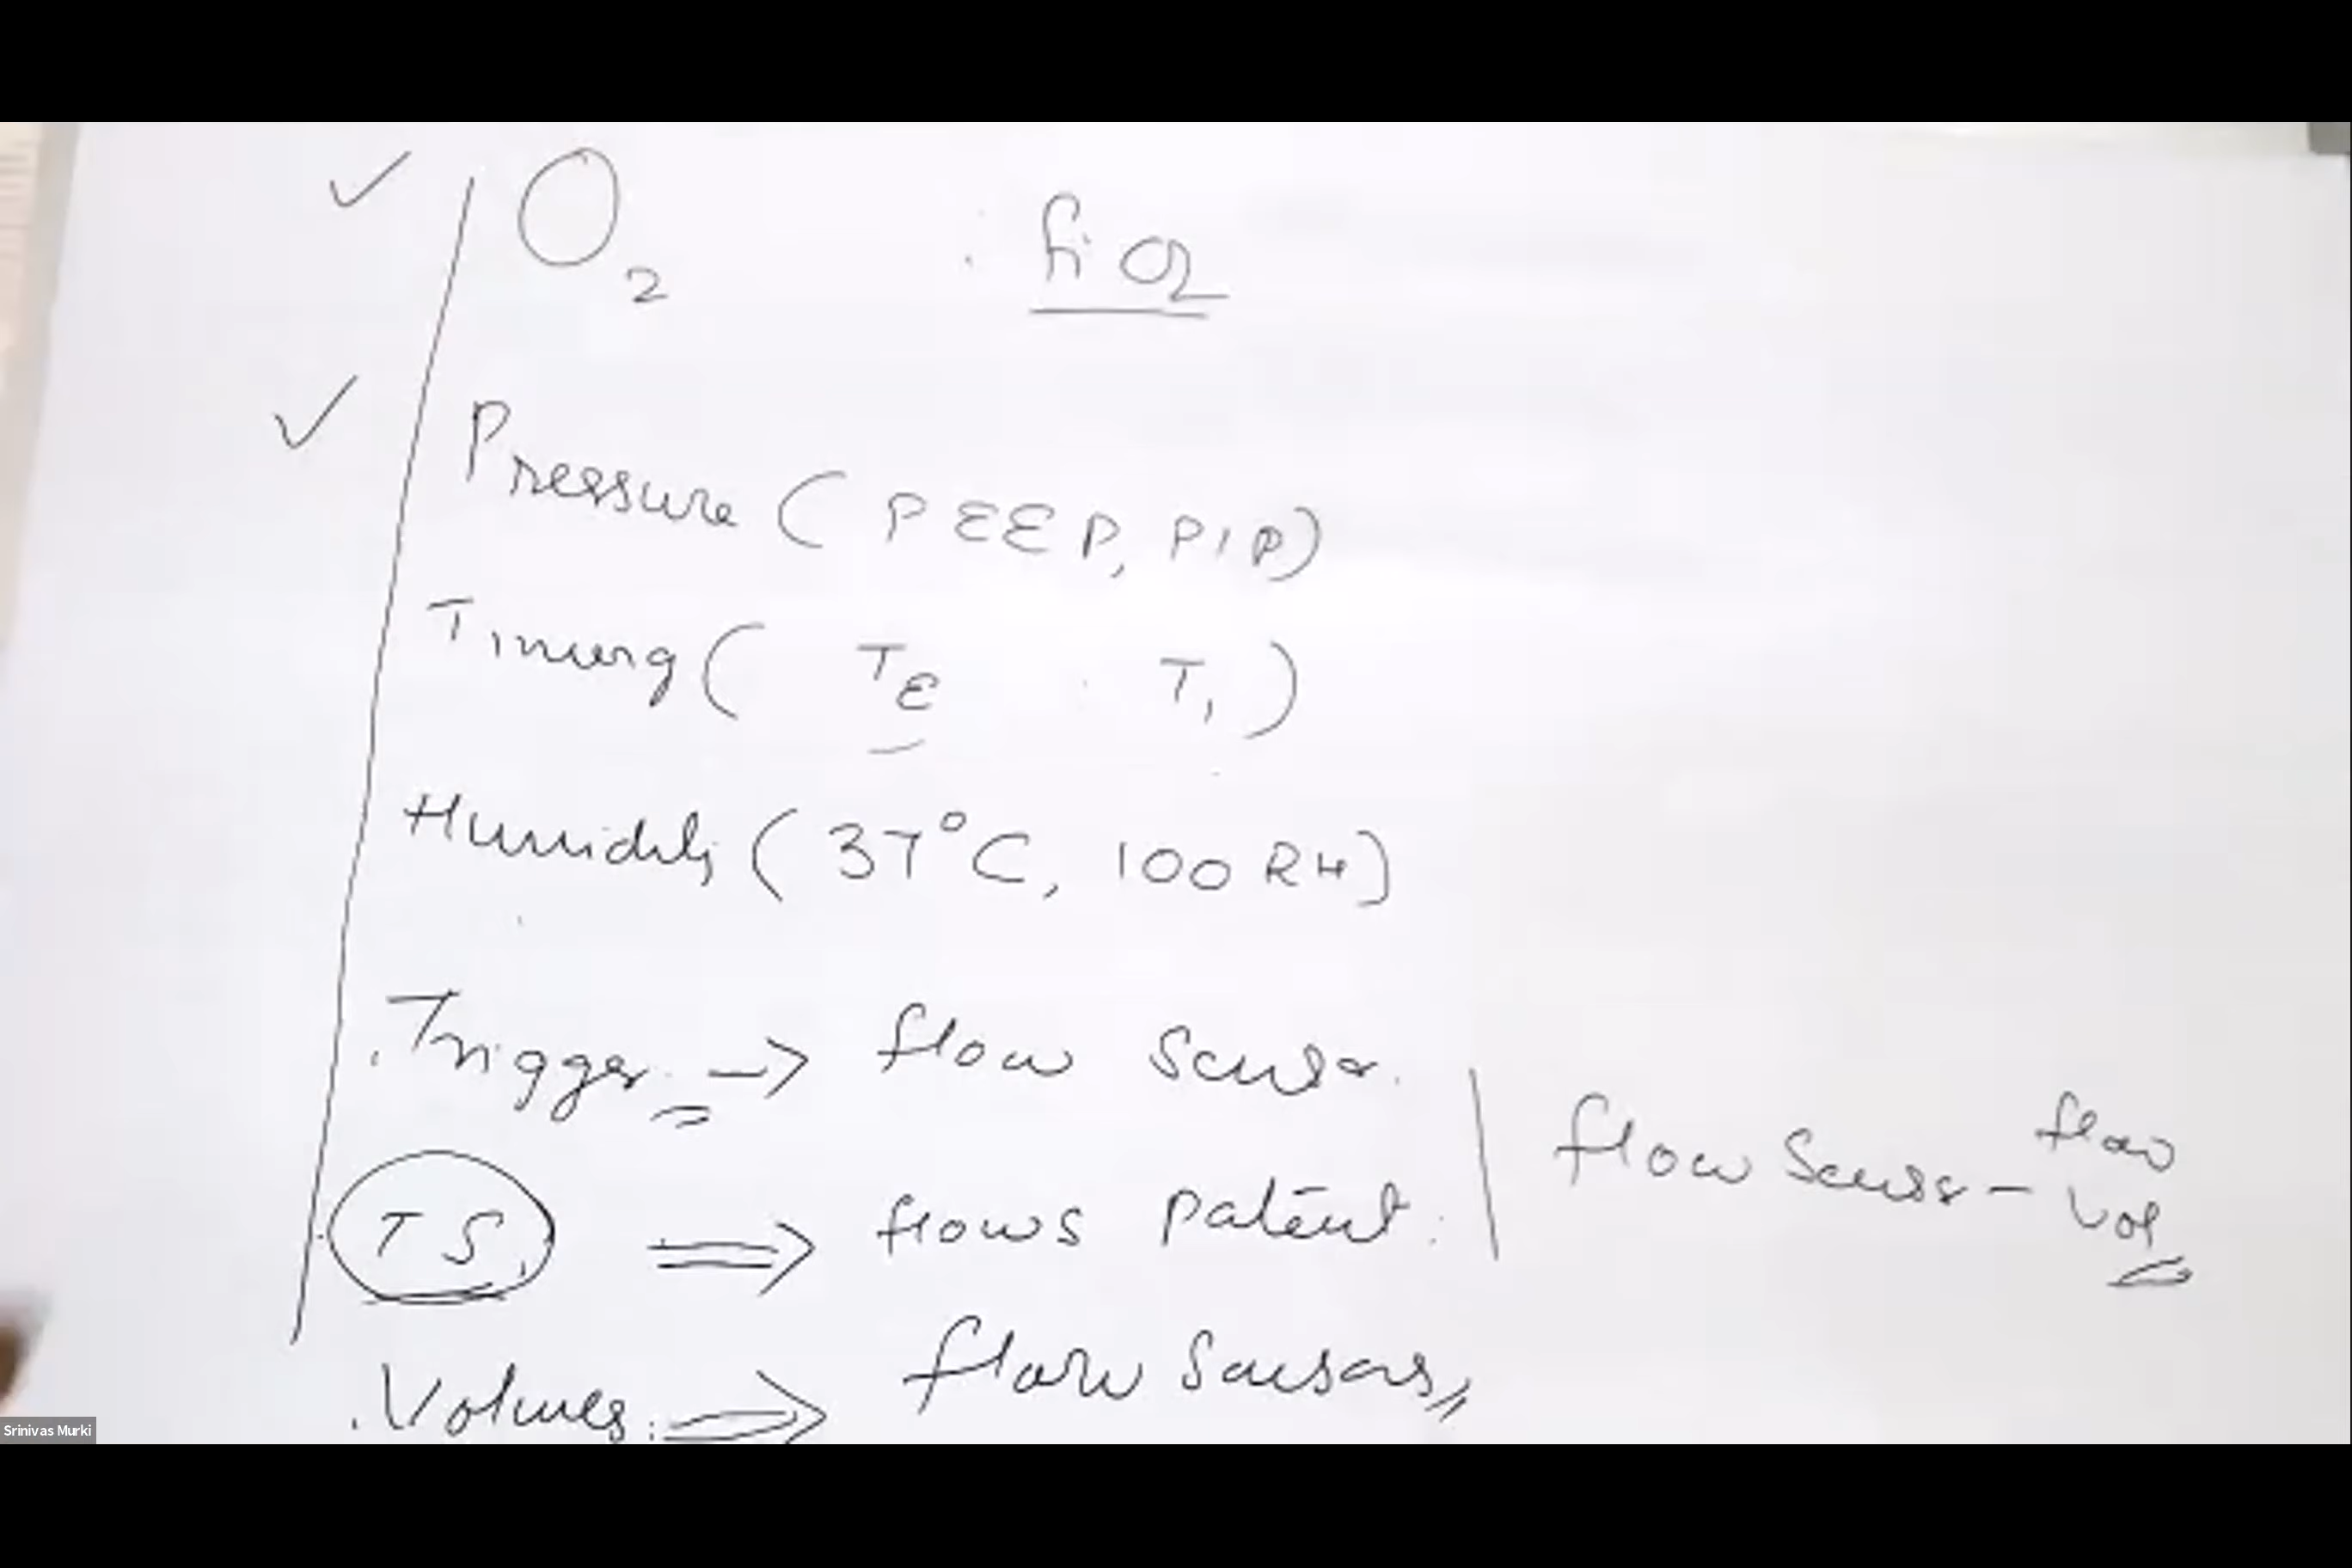 O2 : fiO2
Pressure ( PEEP, PIP)
Timing ( TE : TI )
Humidity ( 37°C, 100 RH)
Trigger → flow sensor.
TS ⇒ flows patient.
flow Sensor - flow
vol
Volumes: ⇒ flow Sensors
Srinivas Murki